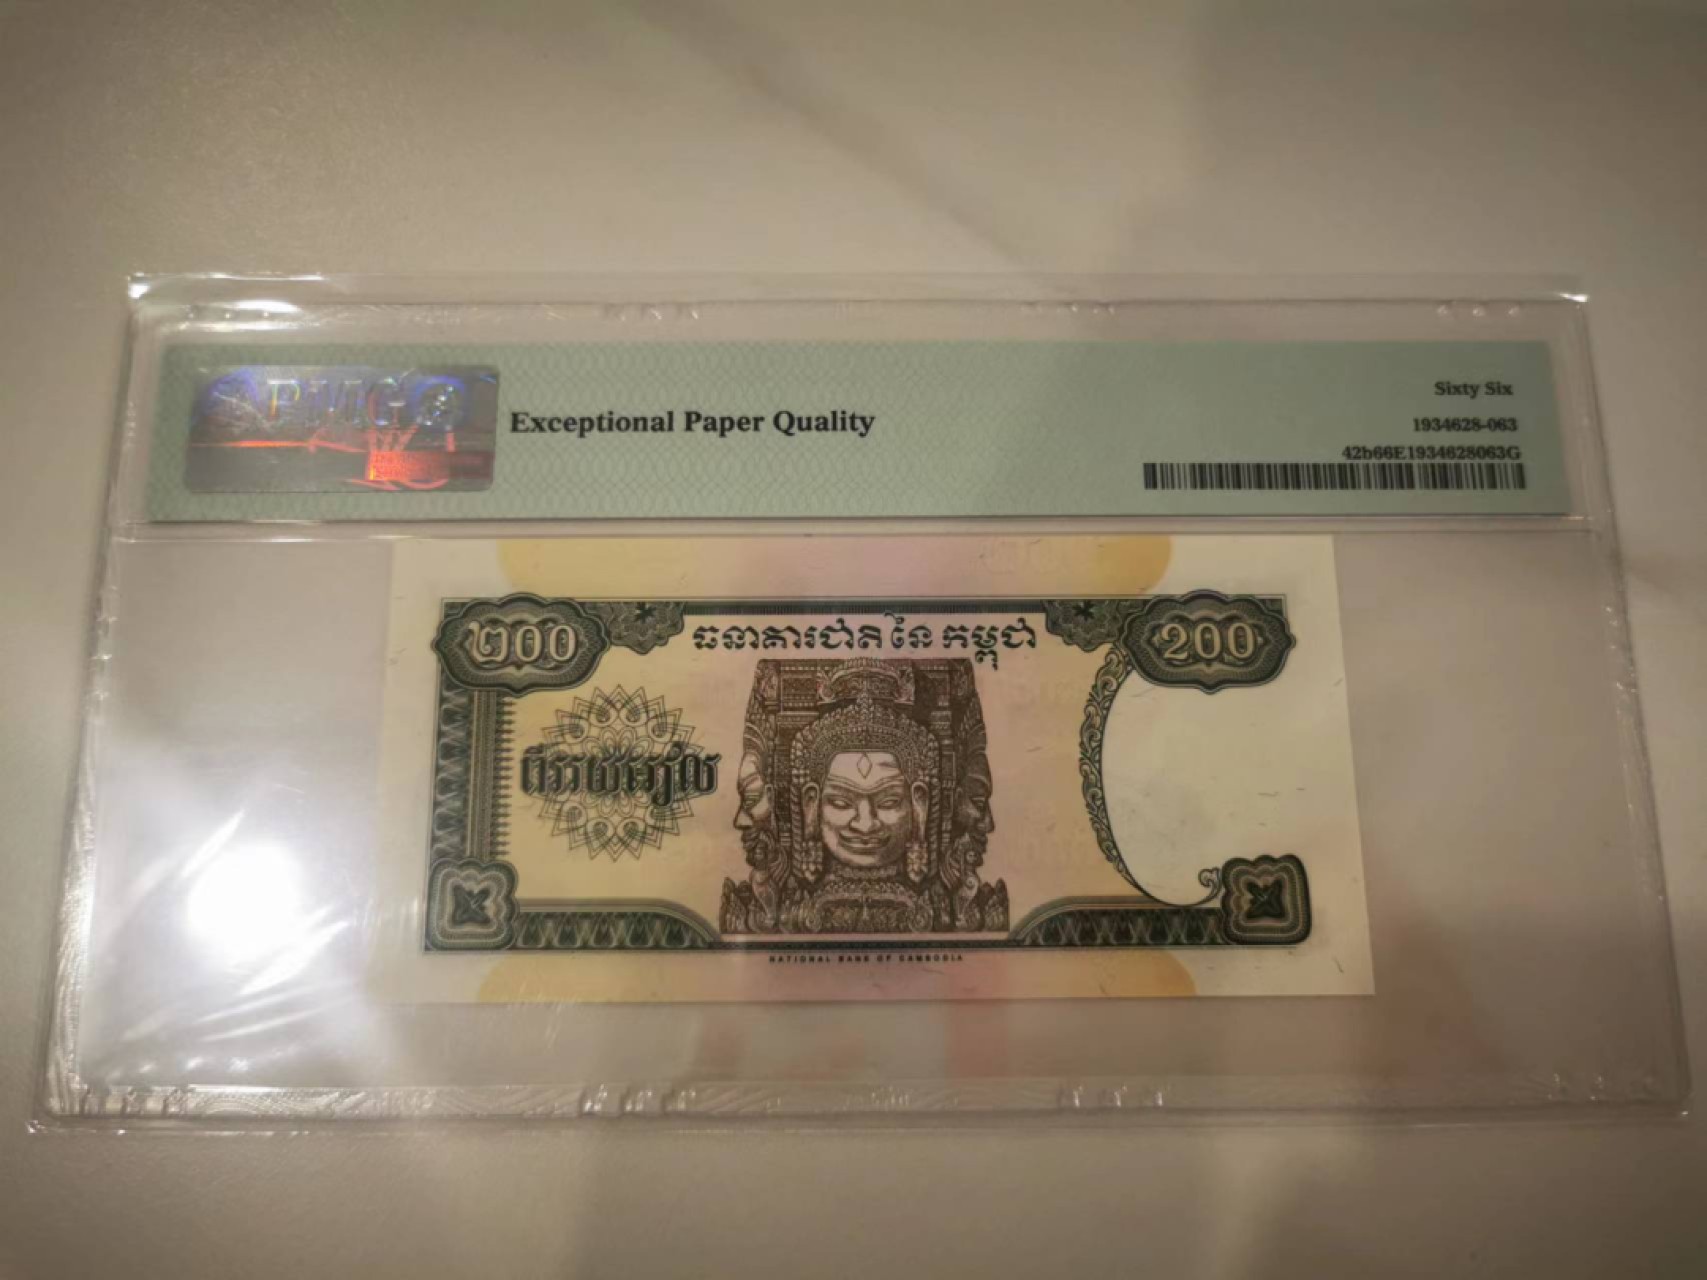 PMG
Exceptional Paper Quality
Sixty Six
1934628-063
42b66E1934628063G
២០០
ធនាគារជាតិ នៃ កម្ពុជា
200
ពីររយរៀល
NATIONAL BANK OF CAMBODIA